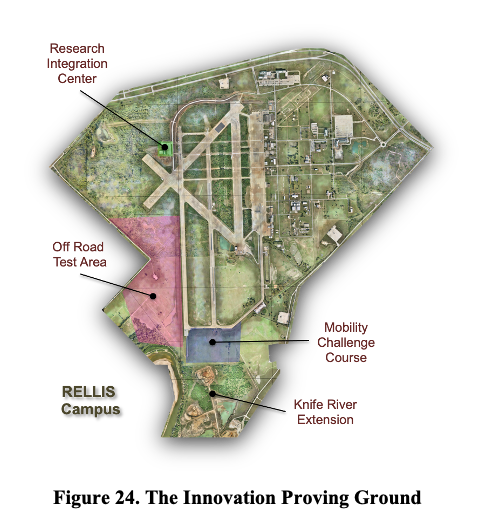 Research
Integration
Center
Off Road
Test Area
Mobility
Challenge
Course
RELLIS
Campus
Knife River
Extension
Figure 24. The Innovation Proving Ground